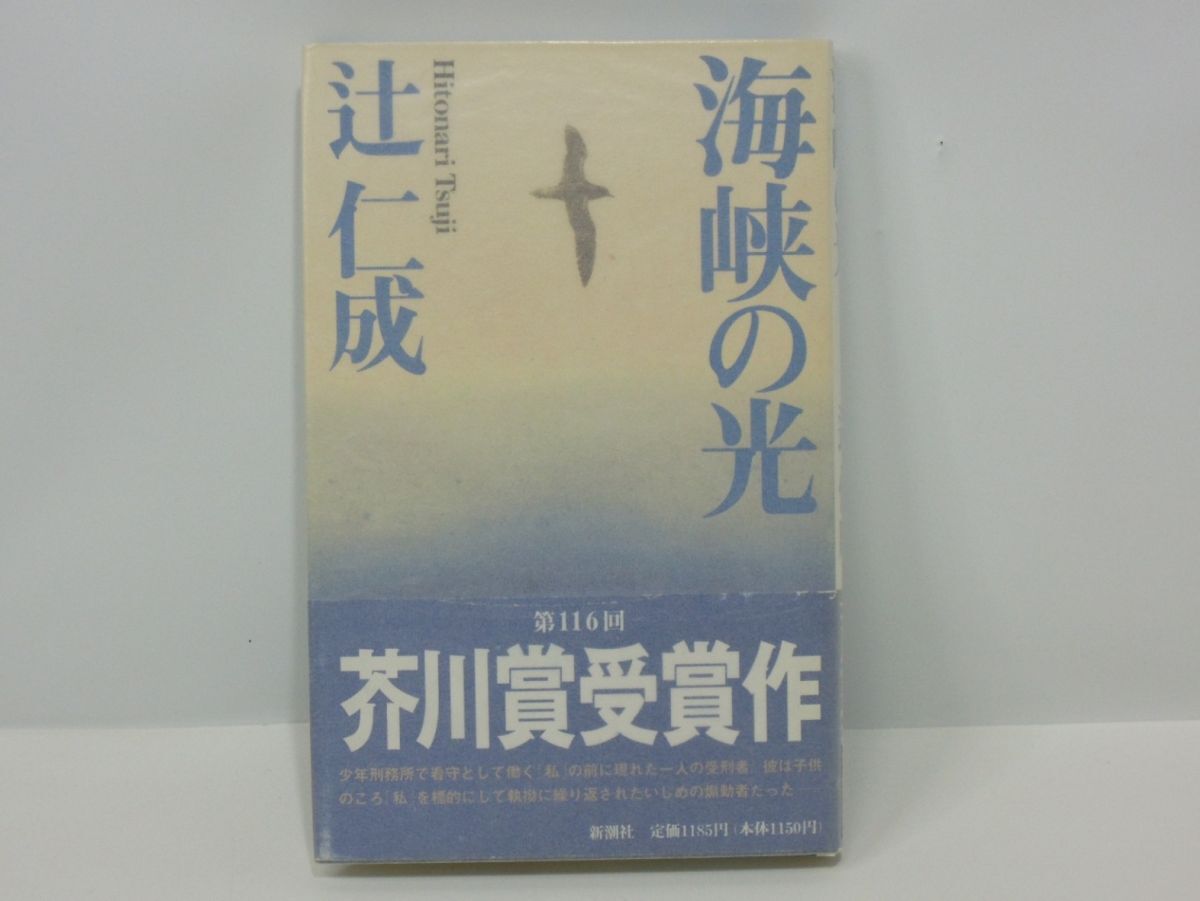 海峡の光
辻 仁成
Hitonari Tsuji
第116回
芥川賞受賞作
少年刑務所で看守として働く「私」の前に現れた一人の受刑者。彼は子供
のころ「私」を標的にして執拗に繰り返されたいじめの煽動者だった――
新潮社 定価1185円(本体1150円)